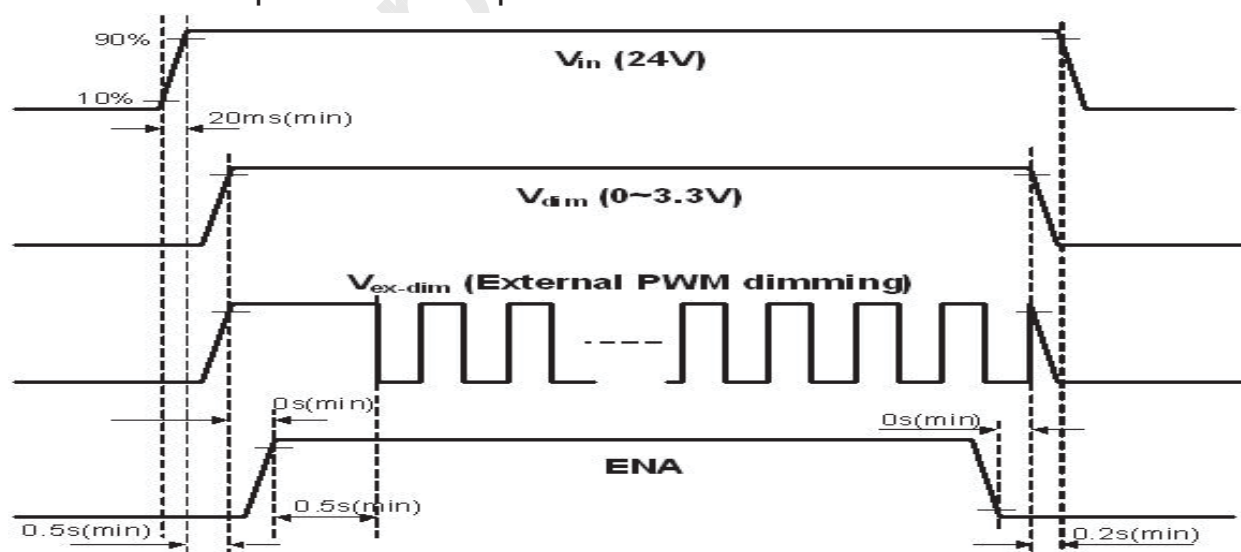 90%
Vin (24V)
10%
20ms(min)
Vdim (0~3.3V)
Vex-dim (External PWM dimming)
0s(min)
0s(min)
ENA
0.5s(min)
0.5s(min)
0.2s(min)